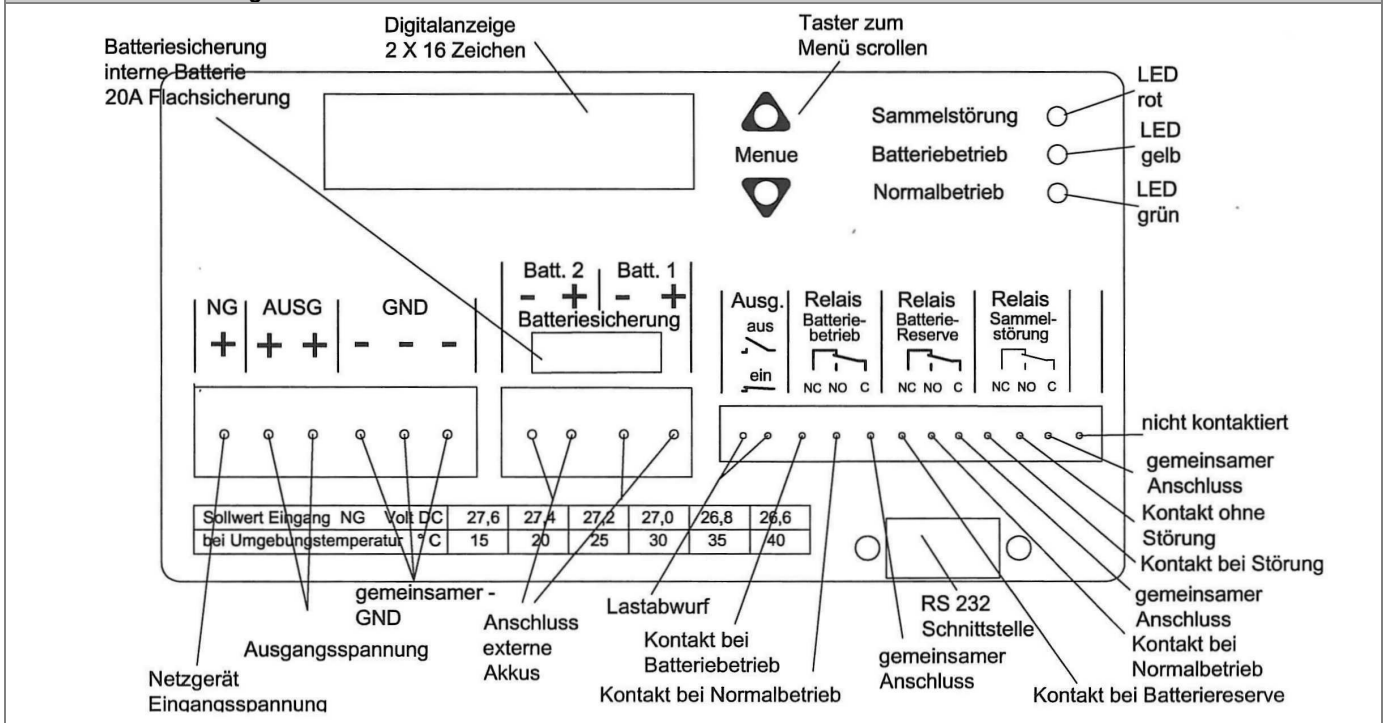 Digitalanzeige
2 X 16 Zeichen
Taster zum
Menü scrollen
Batteriesicherung
interne Batterie
20A Flachsicherung
LED
rot
LED
gelb
LED
grün
Menue
Sammelstörung
Batteriebetrieb
Normalbetrieb
NG
+
AUSG
+ +
GND
- - -
Batt. 2
- +
Batt. 1
- +
Batteriesicherung
Ausg.
aus
ein
Relais
Batterie-
betrieb
NC NO C
Relais
Batterie-
Reserve
NC NO C
Relais
Sammel-
störung
NC NO C
Sollwert Eingang NG Volt DC 27,6 27,4 27,2 27,0 26,8 26,6
bei Umgebungstemperatur °C 15 20 25 30 35 40
nicht kontaktiert
gemeinsamer
Anschluss
Kontakt ohne
Störung
Kontakt bei Störung
gemeinsamer
Anschluss
Kontakt bei
Normalbetrieb
Kontakt bei Batteriereserve
RS 232
Schnittstelle
gemeinsamer
Anschluss
Lastabwurf
Kontakt bei
Batteriebetrieb
Kontakt bei Normalbetrieb
Anschluss
externe
Akkus
gemeinsamer -
GND
Ausgangsspannung
Netzgerät
Eingangsspannung